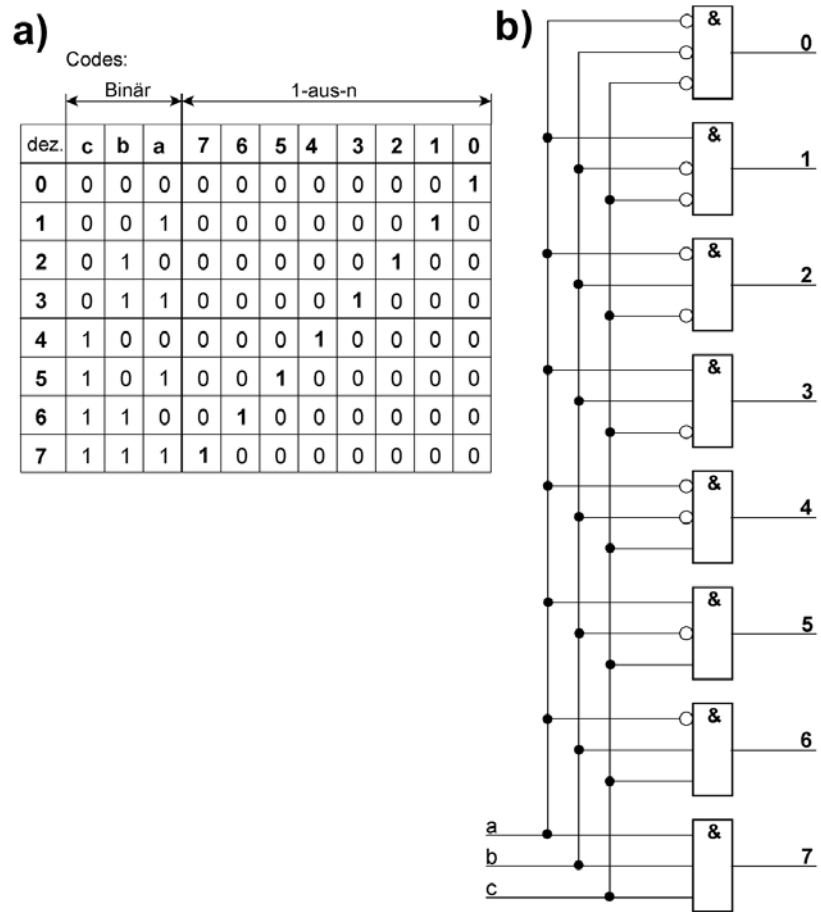 a)
Codes:
Binär 1-aus-n
dez. c b a 7 6 5 4 3 2 1 0
0 0 0 0 0 0 0 0 0 0 0 1
1 0 0 1 0 0 0 0 0 0 1 0
2 0 1 0 0 0 0 0 0 1 0 0
3 0 1 1 0 0 0 0 1 0 0 0
4 1 0 0 0 0 0 1 0 0 0 0
5 1 0 1 0 0 1 0 0 0 0 0
6 1 1 0 0 1 0 0 0 0 0 0
7 1 1 1 1 0 0 0 0 0 0 0
b)
& 0
& 1
& 2
& 3
& 4
& 5
& 6
a & 
b 7
c